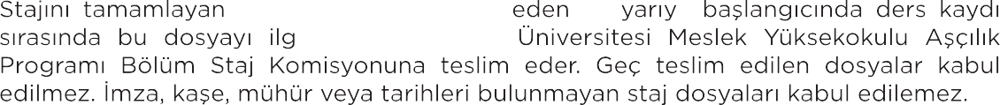 Stajını tamamlayan eden yarıy başlangıcında ders kaydı
sırasında bu dosyayı ilg Üniversitesi Meslek Yüksekokulu Aşçılık
Programı Bölüm Staj Komisyonuna teslim eder. Geç teslim edilen dosyalar kabul
edilmez. İmza, kaşe, mühür veya tarihleri bulunmayan staj dosyaları kabul edilemez.